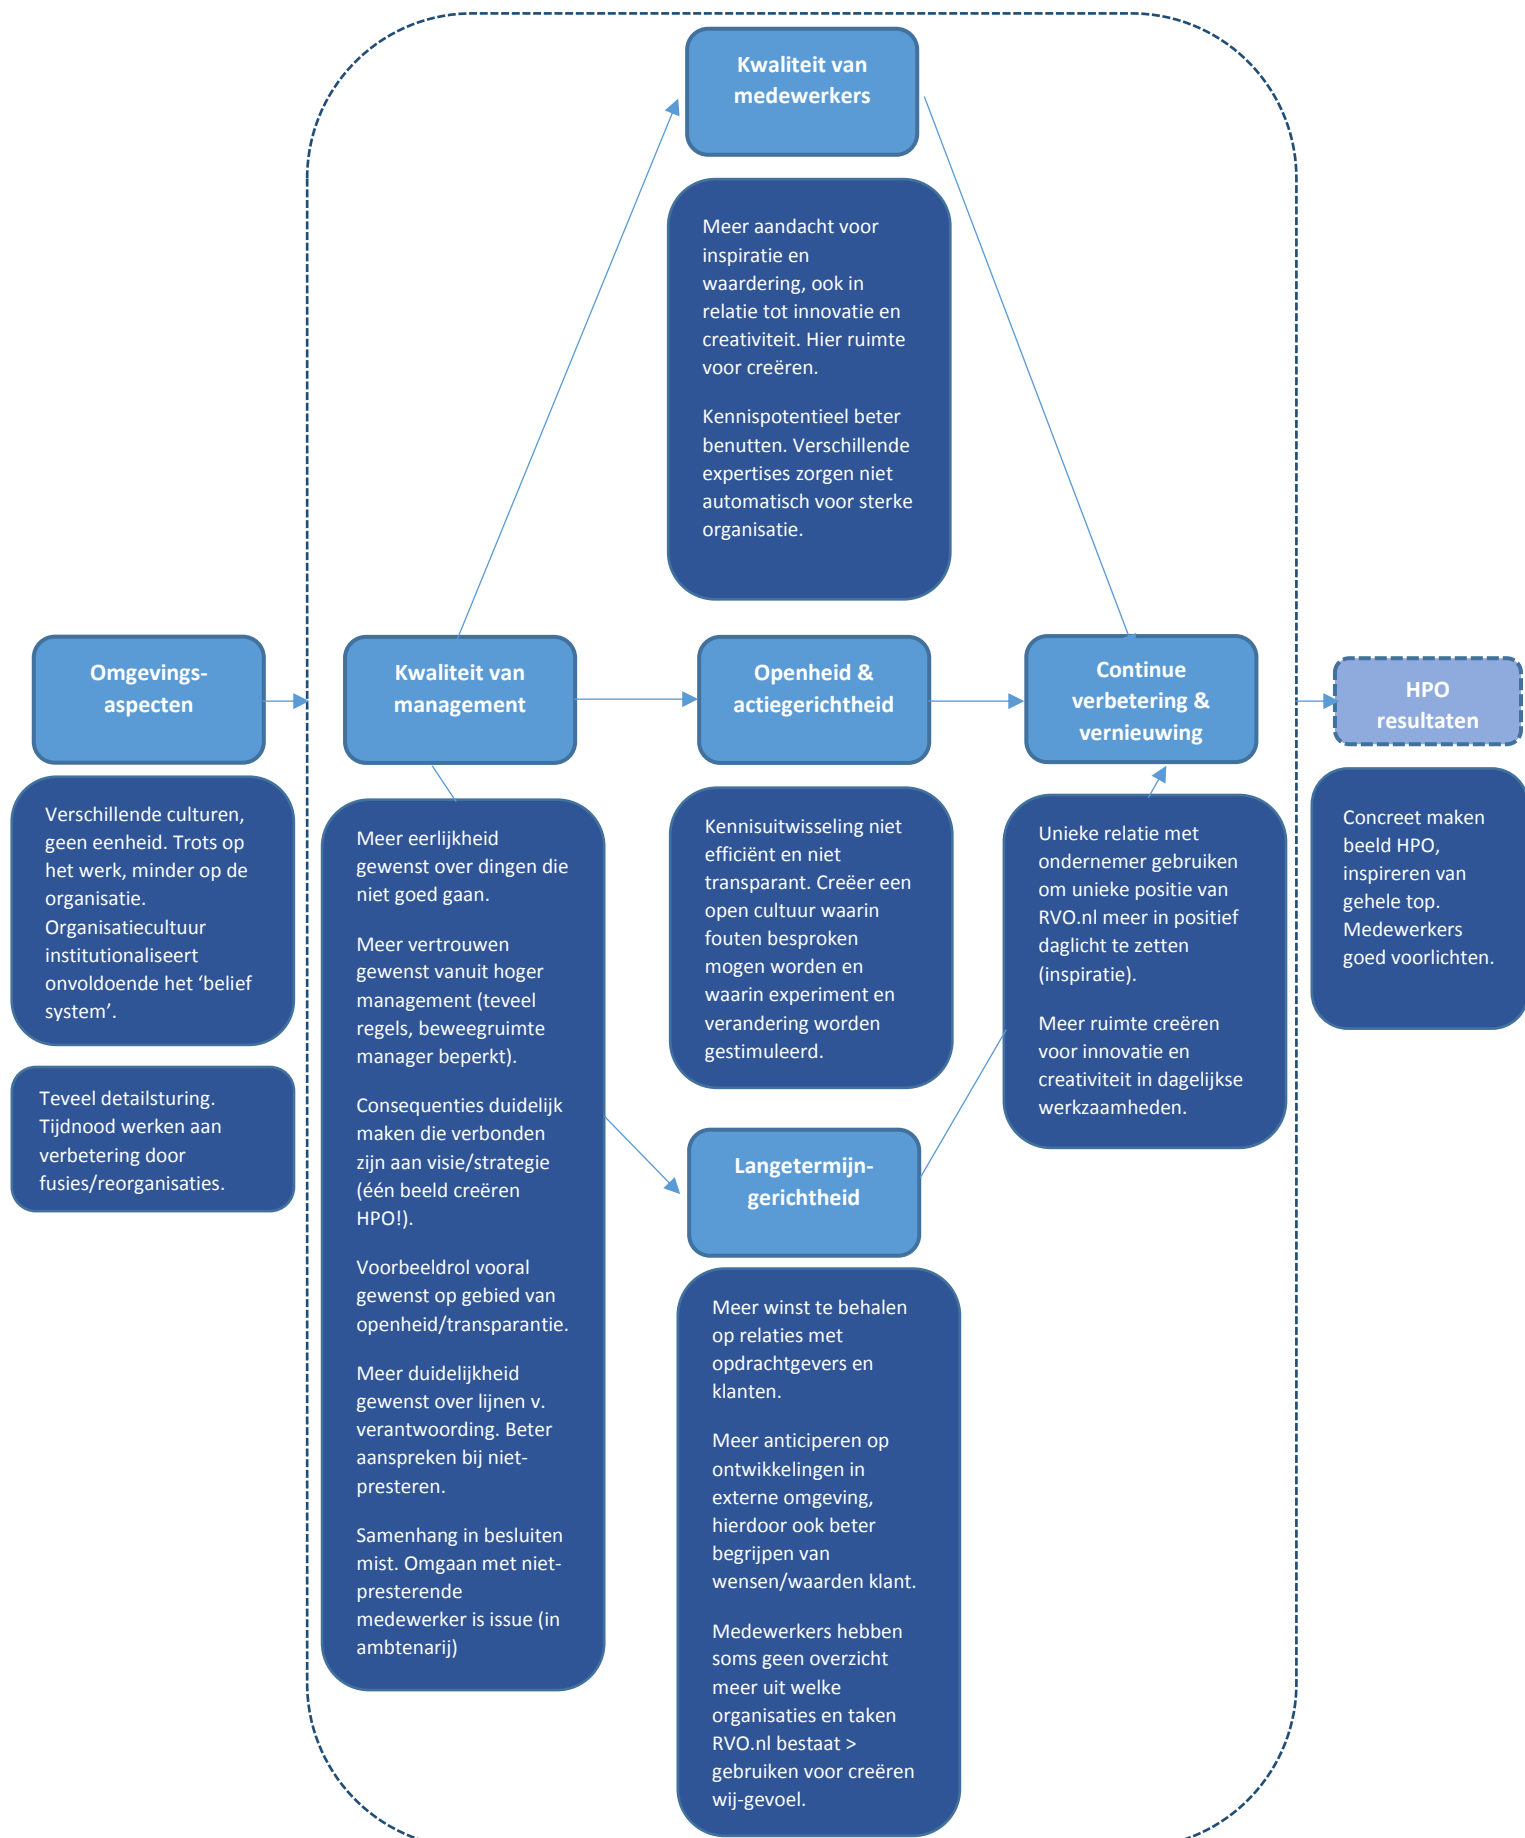 Kwaliteit van
medewerkers
Meer aandacht voor
inspiratie en
waardering, ook in
relatie tot innovatie en
creativiteit. Hier ruimte
voor creëren.
Kennispotentieel beter
benutten. Verschillende
expertises zorgen niet
automatisch voor sterke
organisatie.
Omgevings-
aspecten
Verschillende culturen,
geen eenheid. Trots op
het werk, minder op de
organisatie.
Organisatiecultuur
institutionaliseert
onvoldoende het ‘belief
system’.
Teveel detailsturing.
Tijdnood werken aan
verbetering door
fusies/reorganisaties.
Kwaliteit van
management
Meer eerlijkheid
gewenst over dingen die
niet goed gaan.
Meer vertrouwen
gewenst vanuit hoger
management (teveel
regels, beweegruimte
manager beperkt).
Consequenties duidelijk
maken die verbonden
zijn aan visie/strategie
(één beeld creëren
HPO!).
Voorbeeldrol vooral
gewenst op gebied van
openheid/transparantie.
Meer duidelijkheid
gewenst over lijnen v.
verantwoording. Beter
aanspreken bij niet-
presteren.
Samenhang in besluiten
mist. Omgaan met niet-
presterende
medewerker is issue (in
ambtenarij)
Openheid &
actiegerichtheid
Kennisuitwisseling niet
efficiënt en niet
transparant. Creëer een
open cultuur waarin
fouten besproken
mogen worden en
waarin experiment en
verandering worden
gestimuleerd.
Langetermijn-
gerichtheid
Meer winst te behalen
op relaties met
opdrachtgevers en
klanten.
Meer anticiperen op
ontwikkelingen in
externe omgeving,
hierdoor ook beter
begrijpen van
wensen/waarden klant.
Medewerkers hebben
soms geen overzicht
meer uit welke
organisaties en taken
RVO.nl bestaat >
gebruiken voor creëren
wij-gevoel.
Continue
verbetering &
vernieuwing
Unieke relatie met
ondernemer gebruiken
om unieke positie van
RVO.nl meer in positief
daglicht te zetten
(inspiratie).
Meer ruimte creëren
voor innovatie en
creativiteit in dagelijkse
werkzaamheden.
HPO
resultaten
Concreet maken
beeld HPO,
inspireren van
gehele top.
Medewerkers
goed voorlichten.